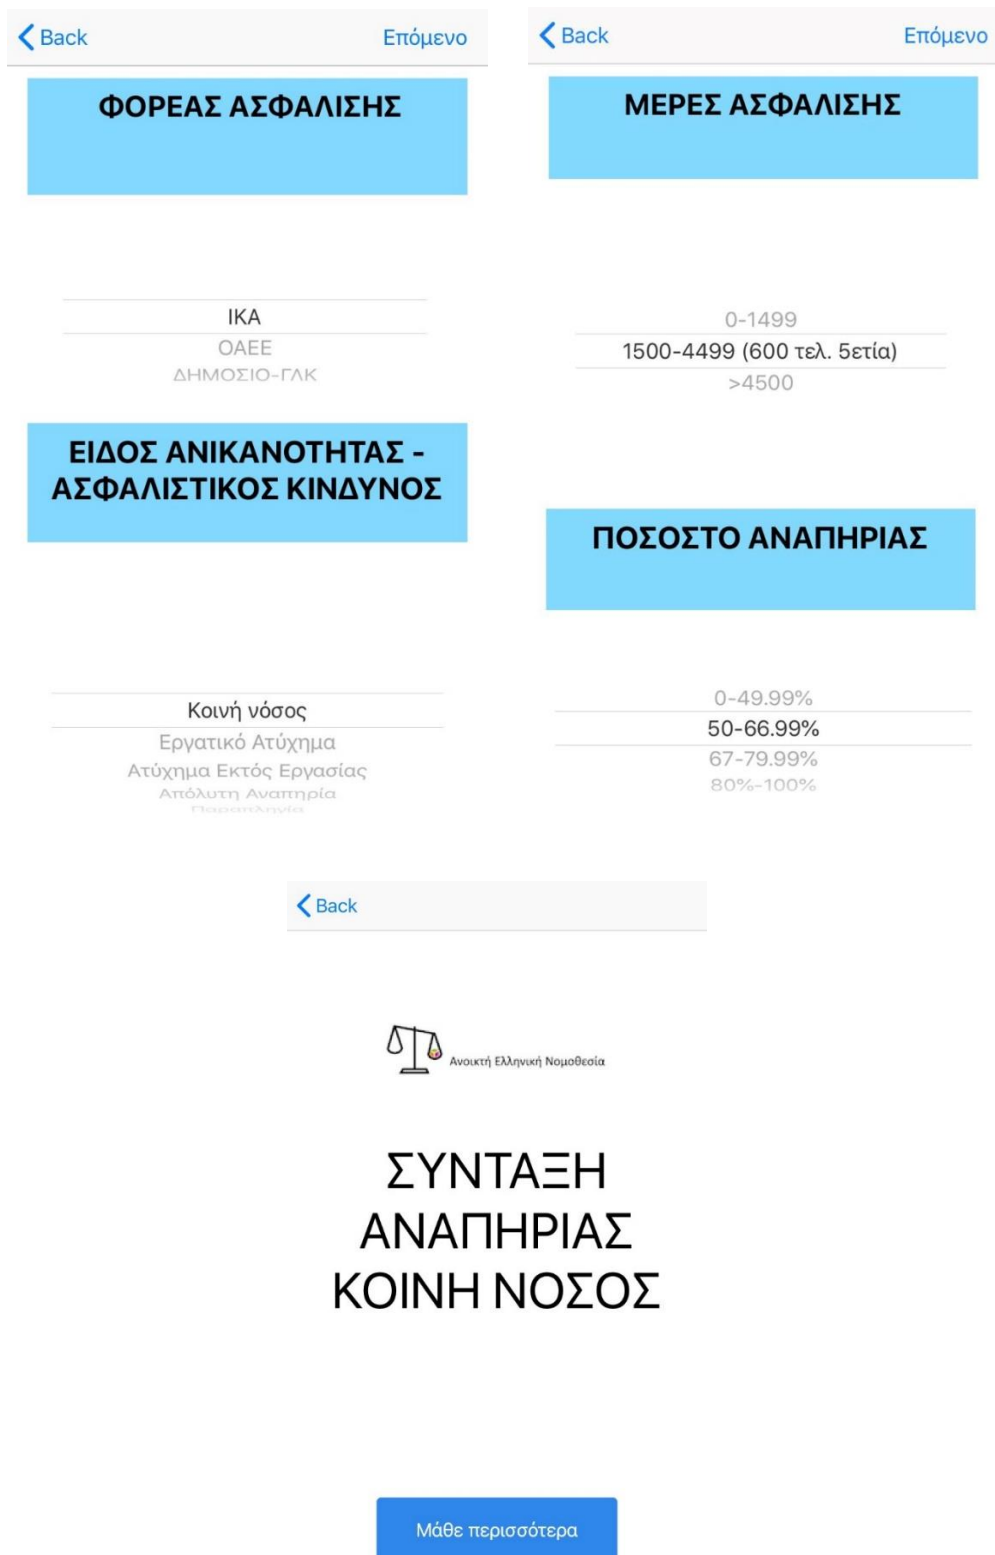 Back
Επόμενο
ΦΟΡΕΑΣ ΑΣΦΑΛΙΣΗΣ
ΙΚΑ
ΟΑΕΕ
ΔΗΜΟΣΙΟ-ΓΛΚ
ΕΙΔΟΣ ΑΝΙΚΑΝΟΤΗΤΑΣ -
ΑΣΦΑΛΙΣΤΙΚΟΣ ΚΙΝΔΥΝΟΣ
Κοινή νόσος
Εργατικό Ατύχημα
Ατύχημα Εκτός Εργασίας
Απόλυτη Αναπηρία
Παραπληγία
Back
Επόμενο
ΜΕΡΕΣ ΑΣΦΑΛΙΣΗΣ
0-1499
1500-4499 (600 τελ. 5ετία)
>4500
ΠΟΣΟΣΤΟ ΑΝΑΠΗΡΙΑΣ
0-49.99%
50-66.99%
67-79.99%
80%-100%
Back
Ανοικτή Ελληνική Νομοθεσία
ΣΥΝΤΑΞΗ
ΑΝΑΠΗΡΙΑΣ
ΚΟΙΝΗ ΝΟΣΟΣ
Μάθε περισσότερα